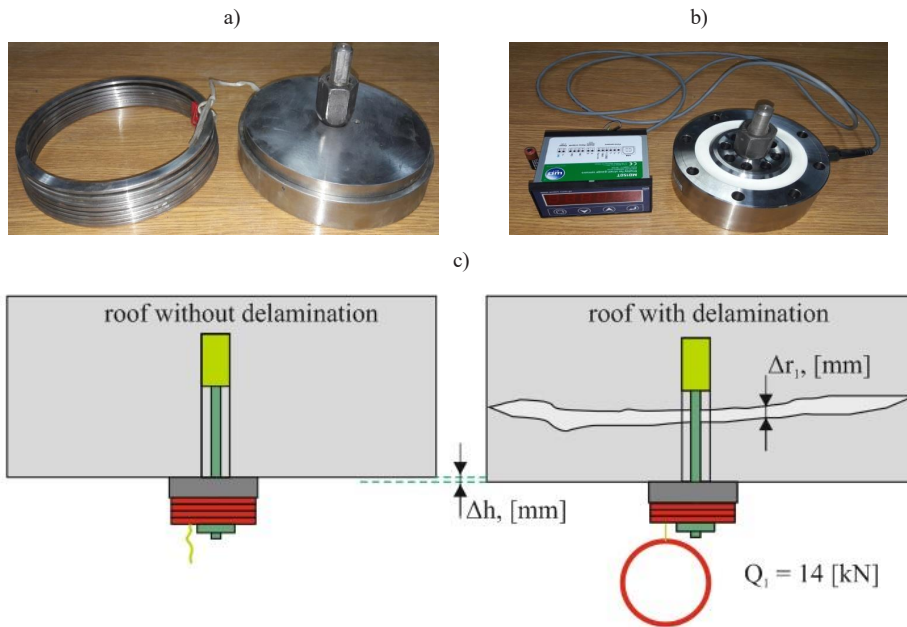 a)
b)
c)
roof without delamination
roof with delamination
Δr₁, [mm]
Δh, [mm]
Q₁ = 14 [kN]